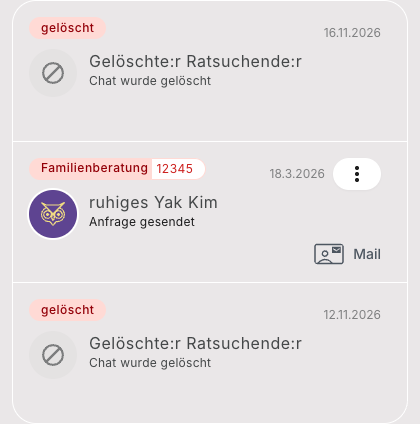 gelöscht
16.11.2026
Gelöschte:r Ratsuchende:r
Chat wurde gelöscht
Familienberatung 12345
18.3.2026
ruhiges Yak Kim
Anfrage gesendet
Mail
gelöscht
12.11.2026
Gelöschte:r Ratsuchende:r
Chat wurde gelöscht